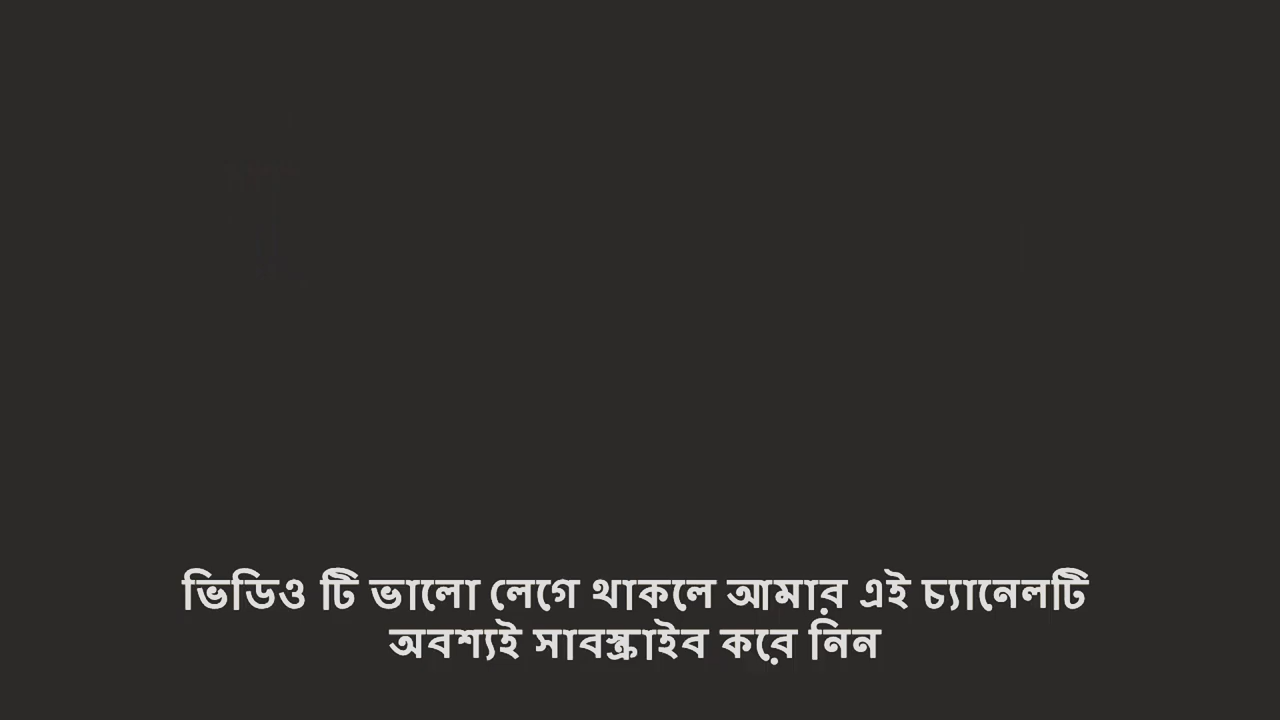 ভিডিও টি ভালো লেগে থাকলে আমার এই চ্যানেলটি
অবশ্যই সাবস্ক্রাইব করে নিন